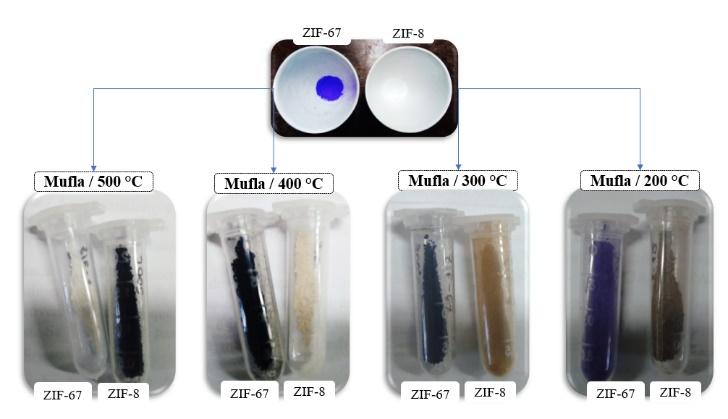 ZIF-67
ZIF-8
Mufla / 500 °C
Mufla / 400 °C
Mufla / 300 °C
Mufla / 200 °C
ZIF-67
ZIF-8
ZIF-67
ZIF-8
ZIF-67
ZIF-8
ZIF-67
ZIF-8